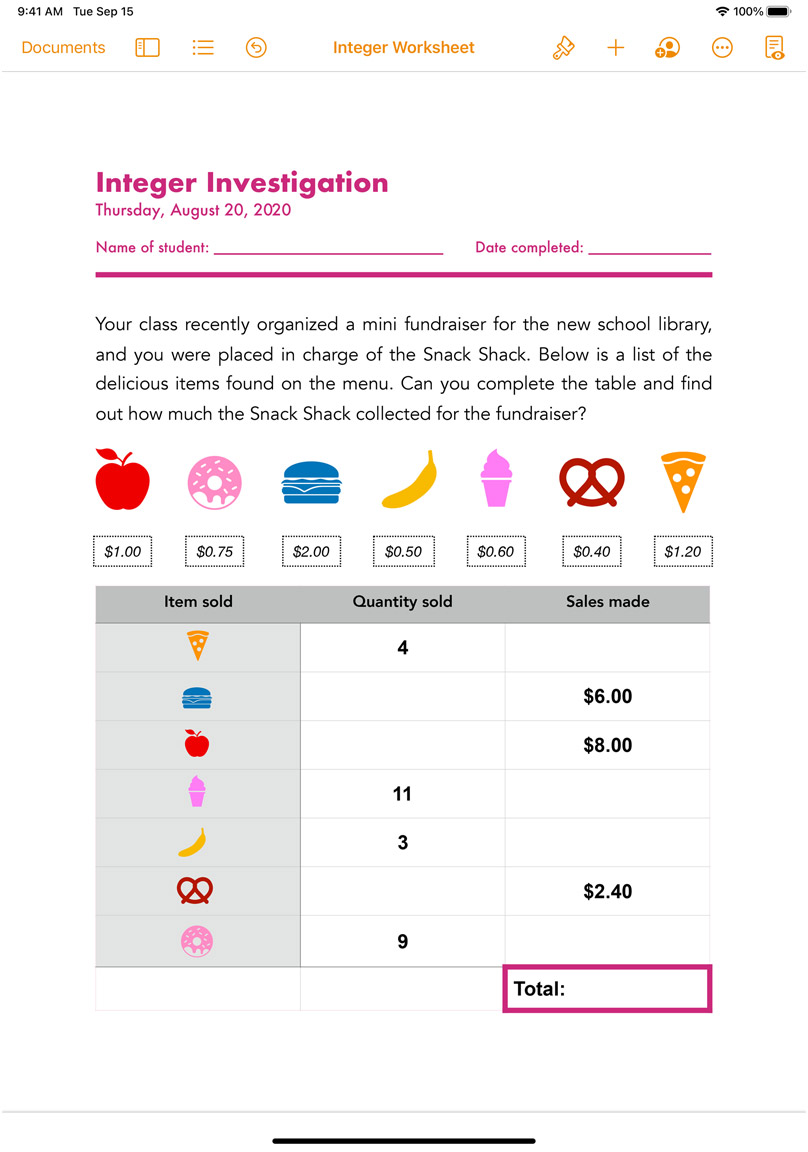 9:41 AM Tue Sep 15 100%
Documents Integer Worksheet
Integer Investigation
Thursday, August 20, 2020
Name of student: Date completed:
Your class recently organized a mini fundraiser for the new school library,
and you were placed in charge of the Snack Shack. Below is a list of the
delicious items found on the menu. Can you complete the table and find
out how much the Snack Shack collected for the fundraiser?
$1.00 $0.75 $2.00 $0.50 $0.60 $0.40 $1.20
Item sold Quantity sold Sales made
4
$6.00
$8.00
11
3
$2.40
9
Total: